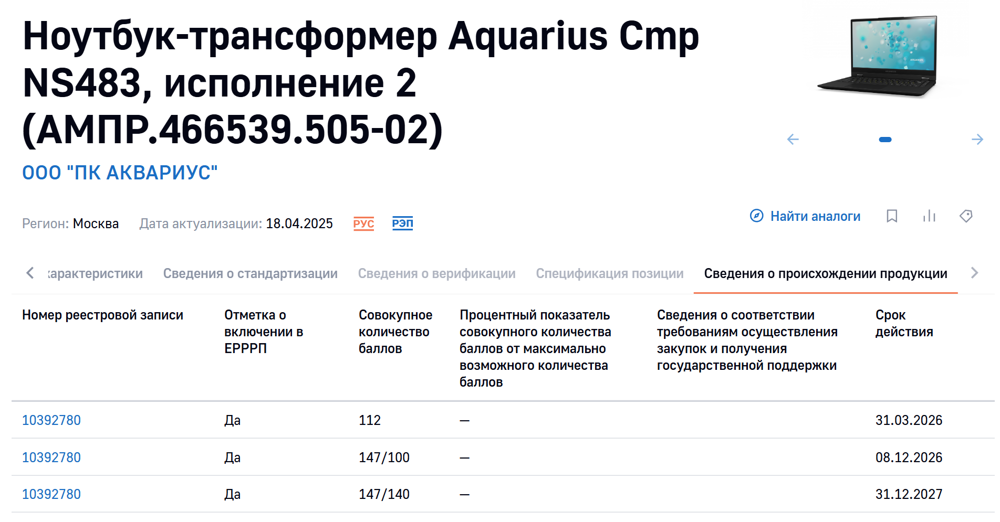 Ноутбук-трансформер Aquarius Cmp
NS483, исполнение 2
(АМПР.466539.505-02)
ООО "ПК АКВАРИУС"
Регион: Москва Дата актуализации: 18.04.2025 РУС РЭП
Найти аналоги
характеристики Сведения о стандартизации Сведения о верификации Спецификация позиции Сведения о происхождении продукции
Номер реестровой записи
Отметка о
включении в
ЕРРРП
Совокупное
количество
баллов
Процентный показатель
совокупного количества
баллов от максимально
возможного количества
баллов
Сведения о соответствии
требованиям осуществления
закупок и получения
государственной поддержки
Срок
действия
10392780 Да 112 — 31.03.2026
10392780 Да 147/100 — 08.12.2026
10392780 Да 147/140 — 31.12.2027